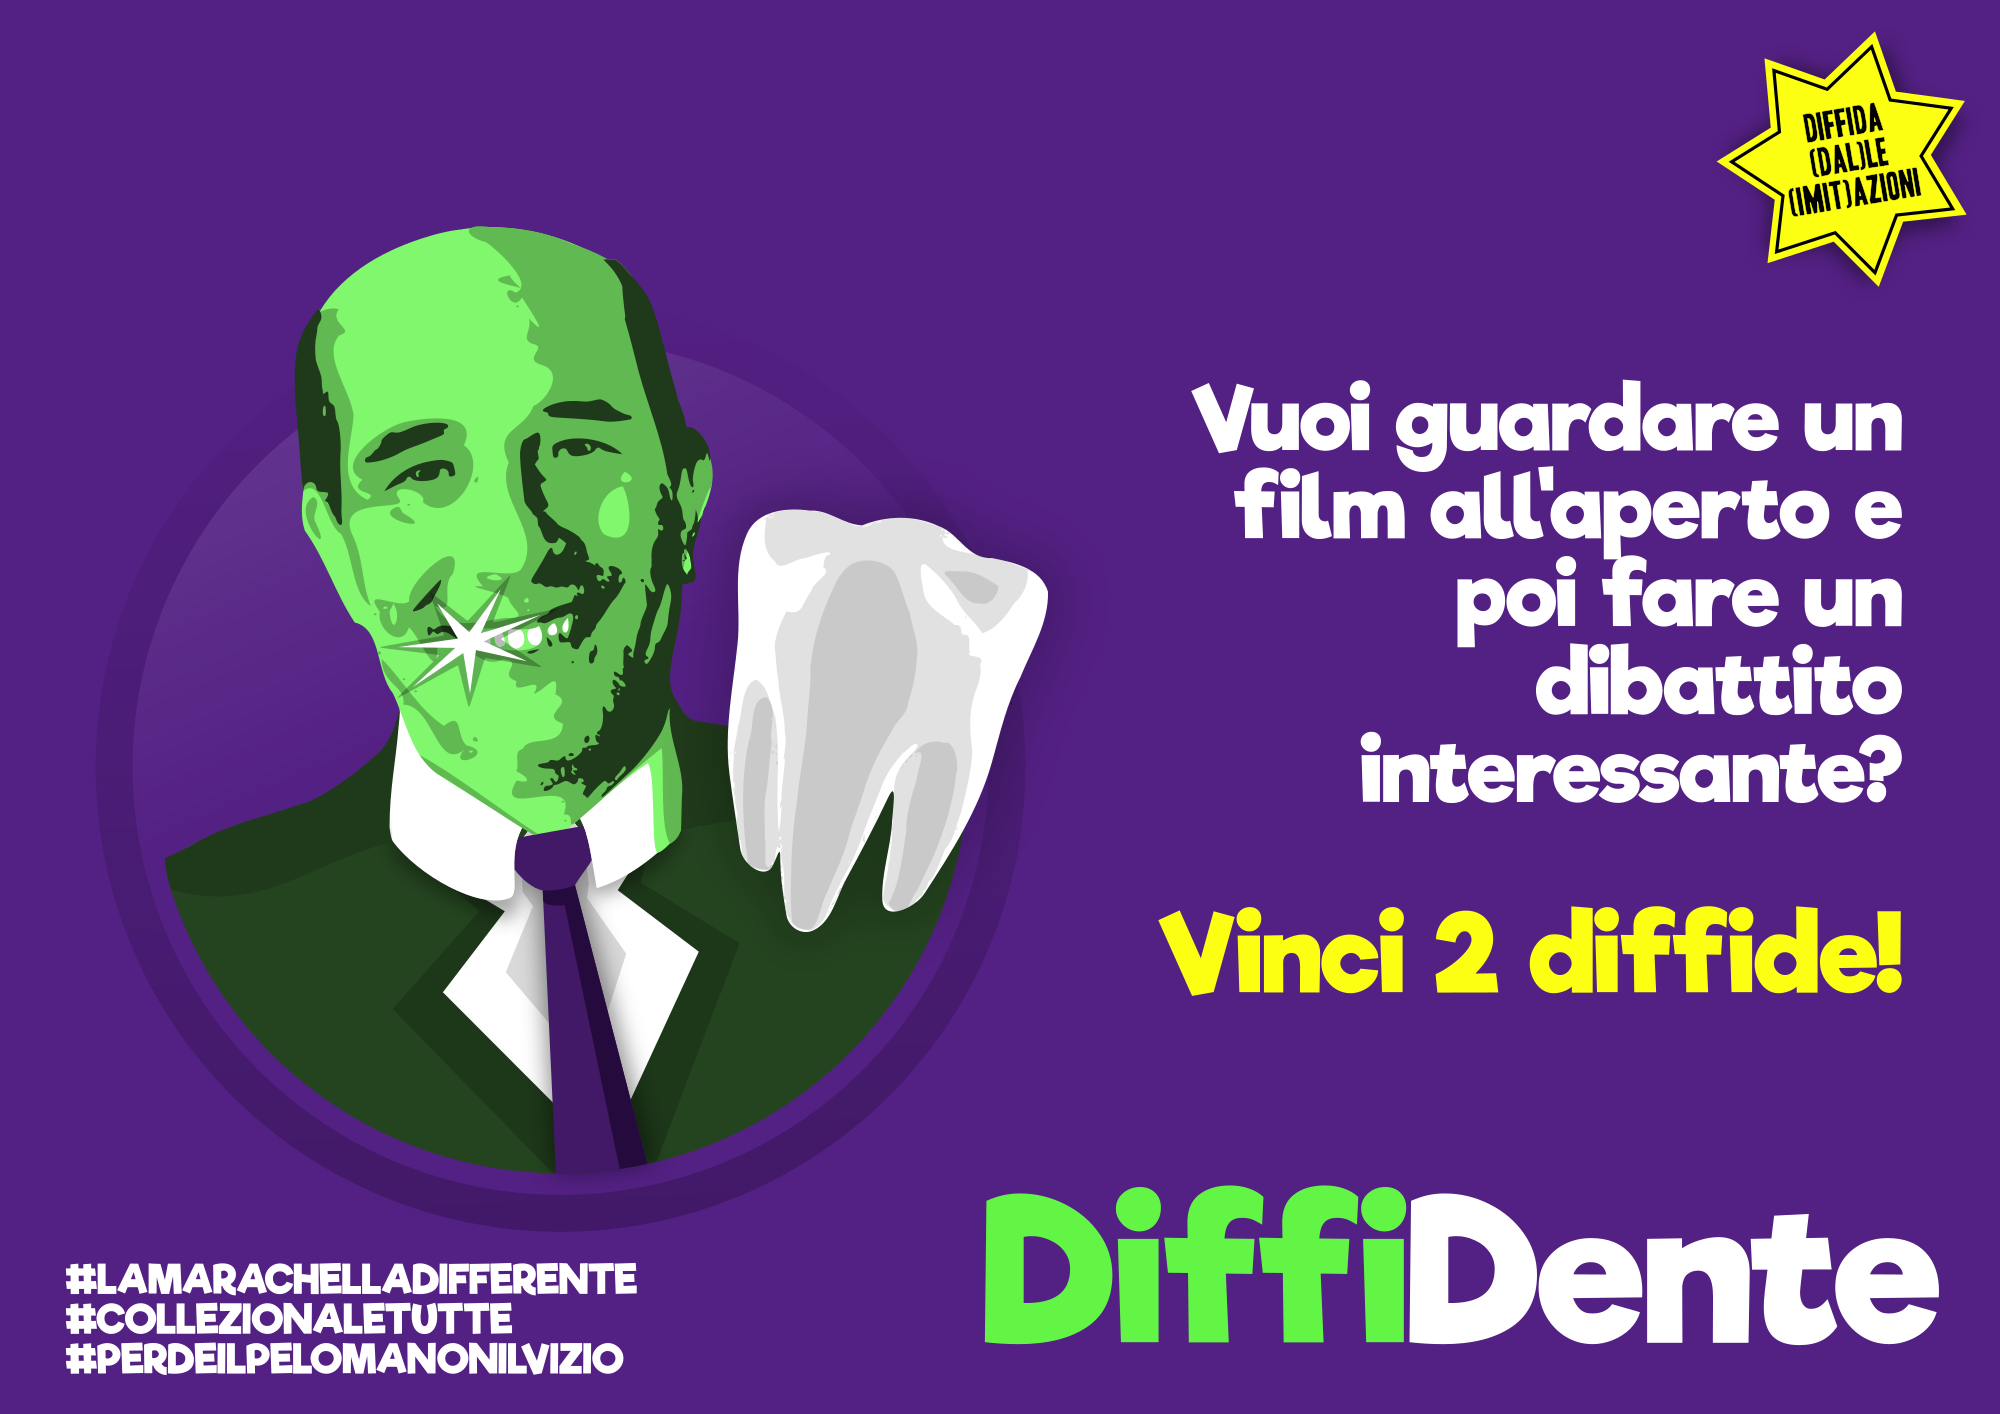 DIFFIDA
(DAL)LE
(IMIT)AZIONI
Vuoi guardare un
film all'aperto e
poi fare un
dibattito
interessante?
Vinci 2 diffide!
DiffiDente
#LAMARACHELLADIFFERENTE
#COLLEZIONALETUTTE
#PERDEILPELOMANONILVIZIO